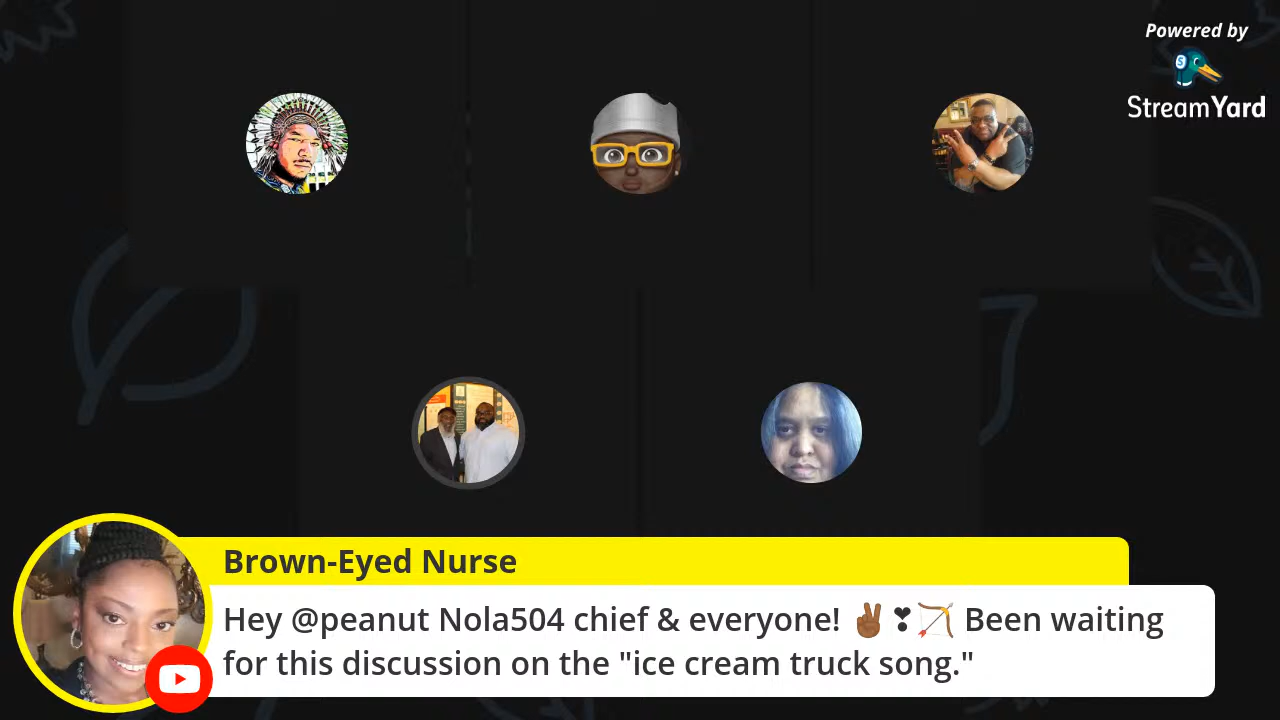 Powered by
StreamYard
Brown-Eyed Nurse
Hey @peanut Nola504 chief & everyone! ✌🏾❣🏹 Been waiting
for this discussion on the "ice cream truck song."